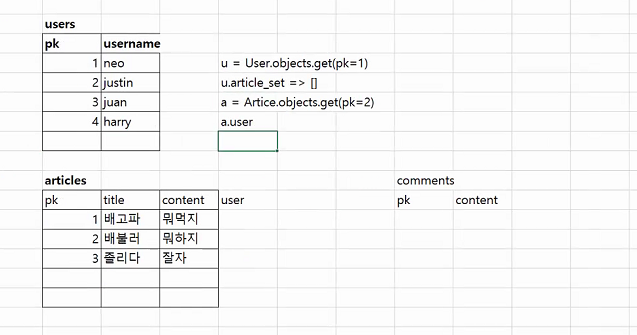 users
pk username
1 neo u = User.objects.get(pk=1)
2 justin u.article_set => []
3 juan a = Artice.objects.get(pk=2)
4 harry a.user
articles comments
pk title content user pk content
1 배고파 뭐먹지
2 배불러 뭐하지
3 졸리다 잘자